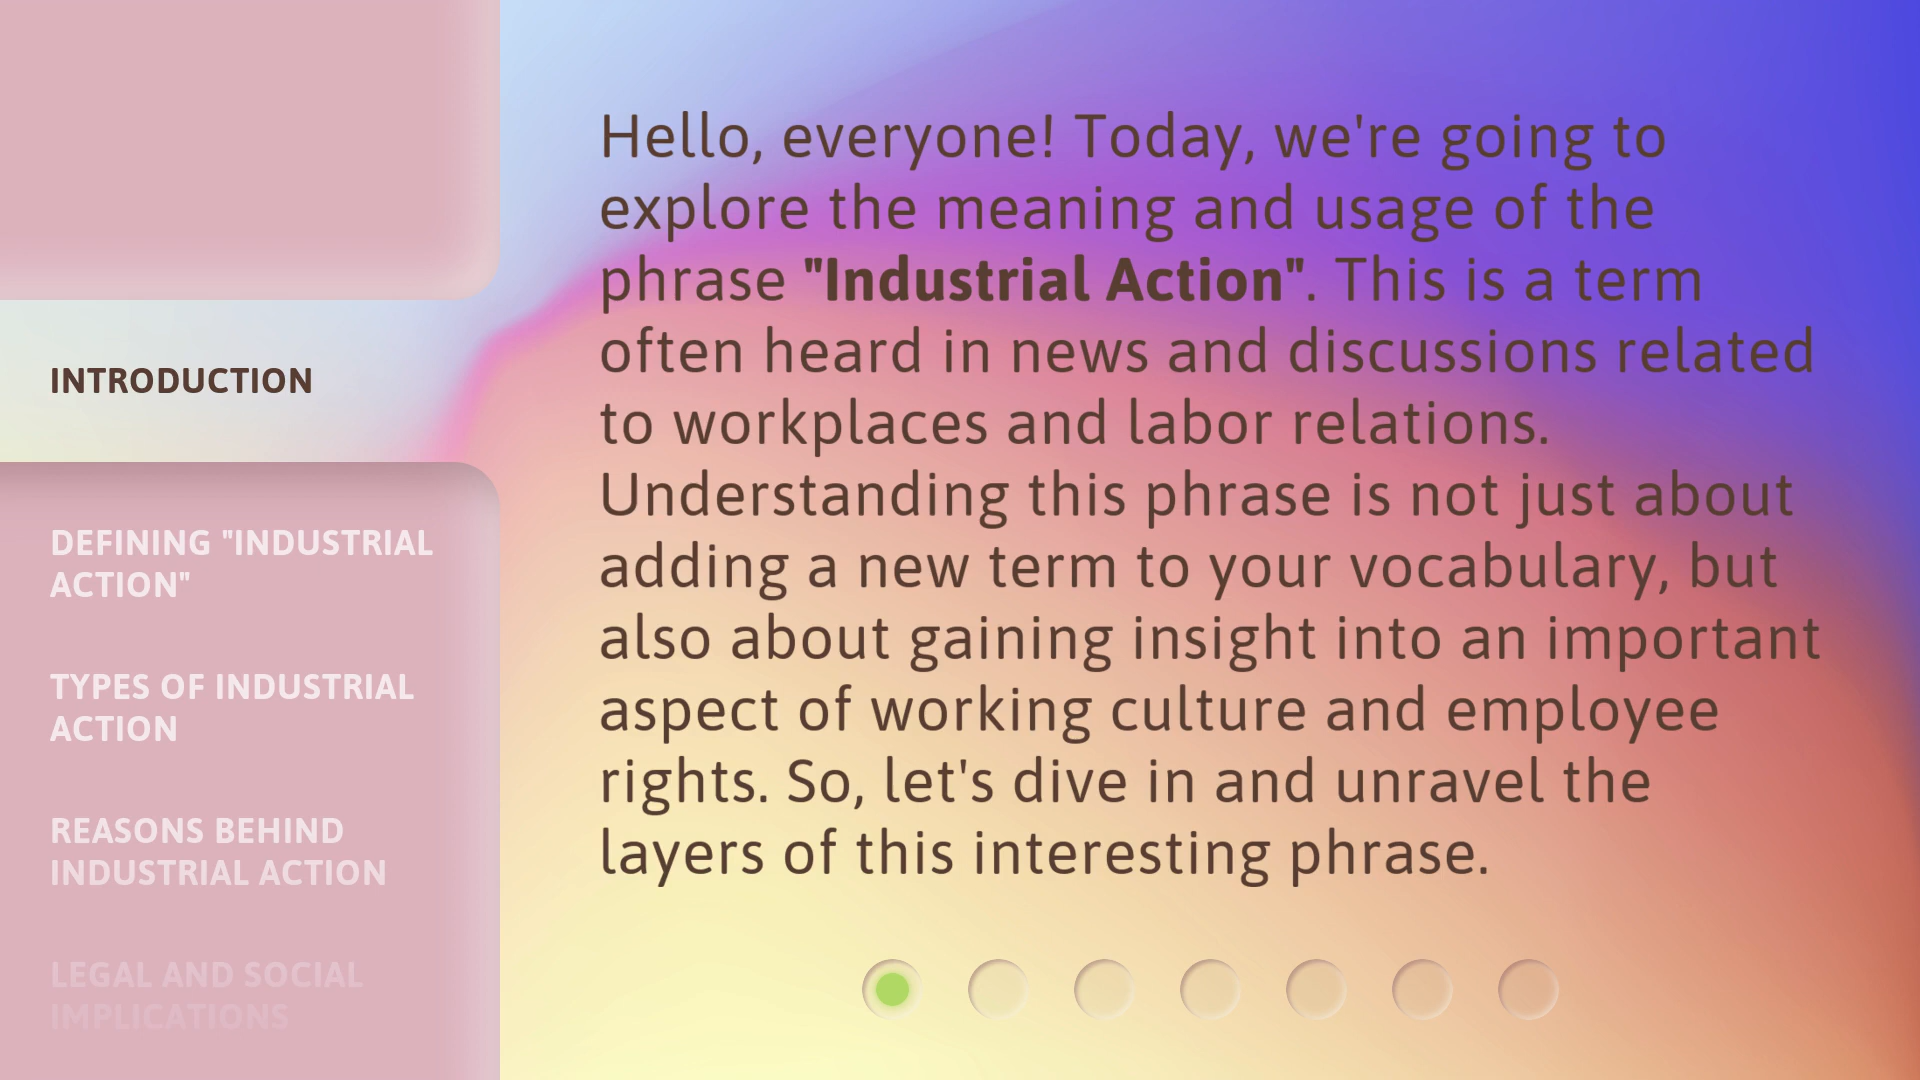 INTRODUCTION
DEFINING "INDUSTRIAL
ACTION"
TYPES OF INDUSTRIAL
ACTION
REASONS BEHIND
INDUSTRIAL ACTION
LEGAL AND SOCIAL
IMPLICATIONS
Hello, everyone! Today, we're going to
explore the meaning and usage of the
phrase "Industrial Action". This is a term
often heard in news and discussions related
to workplaces and labor relations.
Understanding this phrase is not just about
adding a new term to your vocabulary, but
also about gaining insight into an important
aspect of working culture and employee
rights. So, let's dive in and unravel the
layers of this interesting phrase.